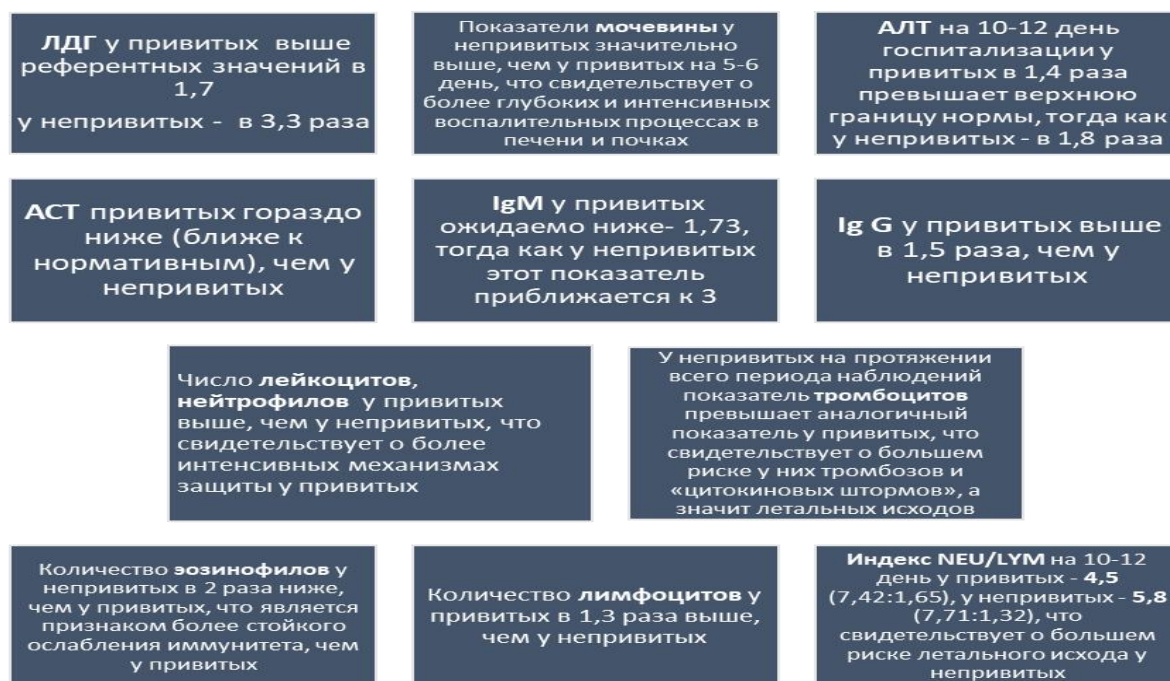 ЛДГ у привитых выше
референтных значений в
1,7
у непривитых - в 3,3 раза
Показатели мочевины у
непривитых значительно
выше, чем у привитых на 5-6
день, что свидетельствует о
более глубоких и интенсивных
воспалительных процессах в
печени и почках
АЛТ на 10-12 день
госпитализации у
привитых в 1,4 раза
превышает верхнюю
границу нормы, тогда как
у непривитых - в 1,8 раза
АСТ привитых гораздо
ниже (ближе к
нормативным), чем у
непривитых
IgM у привитых
ожидаемо ниже- 1,73,
тогда как у непривитых
этот показатель
приближается к 3
Ig G у привитых выше
в 1,5 раза, чем у
непривитых
Число лейкоцитов,
нейтрофилов у привитых
выше, чем у непривитых, что
свидетельствует о более
интенсивных механизмах
защиты у привитых
У непривитых на протяжении
всего периода наблюдений
показатель тромбоцитов
превышает аналогичный
показатель у привитых, что
свидетельствует о большем
риске у них тромбозов и
«цитокиновых штормов», а
значит летальных исходов
Количество эозинофилов у
непривитых в 2 раза ниже,
чем у привитых, что является
признаком более стойкого
ослабления иммунитета, чем
у привитых
Количество лимфоцитов у
привитых в 1,3 раза выше,
чем у непривитых
Индекс NEU/LYM на 10-12
день у привитых - 4,5
(7,42:1,65), у непривитых - 5,8
(7,71:1,32), что
свидетельствует о большем
риске летального исхода у
непривитых